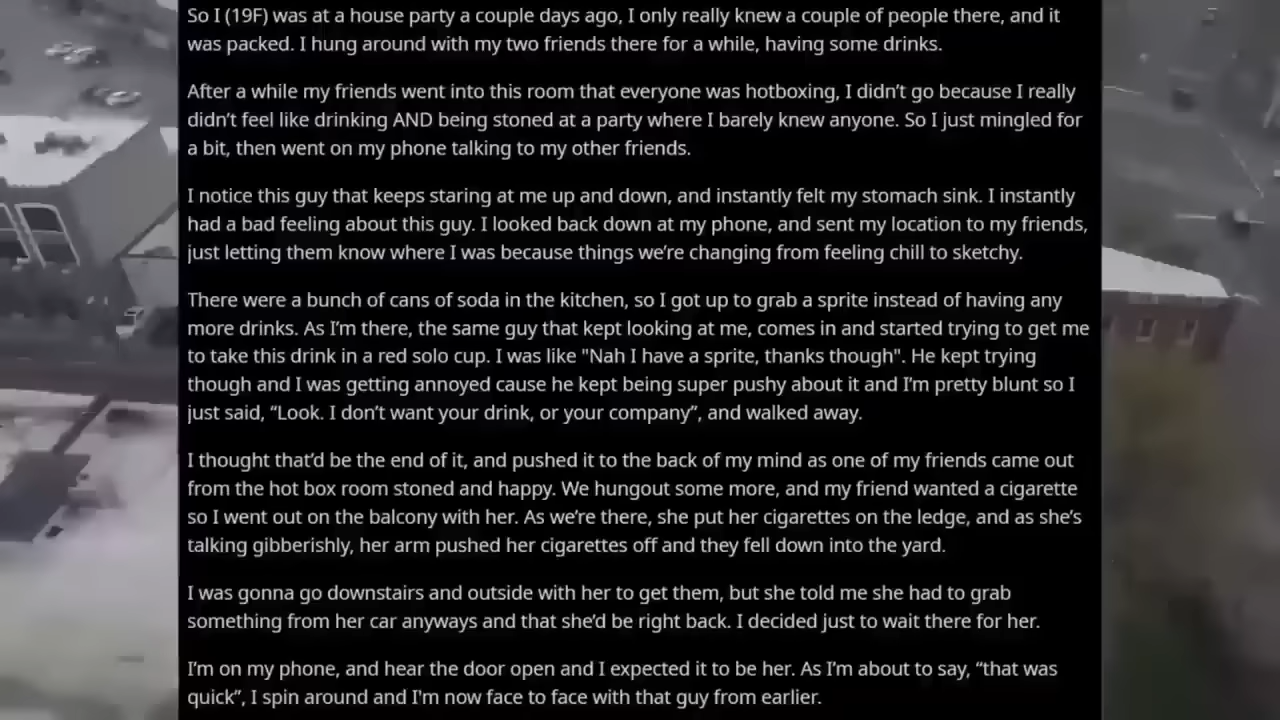 So I (19F) was at a house party a couple days ago, I only really knew a couple of people there, and it
was packed. I hung around with my two friends there for a while, having some drinks.
After a while my friends went into this room that everyone was hotboxing, I didn’t go because I really
didn’t feel like drinking AND being stoned at a party where I barely knew anyone. So I just mingled for
a bit, then went on my phone talking to my other friends.
I notice this guy that keeps staring at me up and down, and instantly felt my stomach sink. I instantly
had a bad feeling about this guy. I looked back down at my phone, and sent my location to my friends,
just letting them know where I was because things we’re changing from feeling chill to sketchy.
There were a bunch of cans of soda in the kitchen, so I got up to grab a sprite instead of having any
more drinks. As I’m there, the same guy that kept looking at me, comes in and started trying to get me
to take this drink in a red solo cup. I was like "Nah I have a sprite, thanks though". He kept trying
though and I was getting annoyed cause he kept being super pushy about it and I’m pretty blunt so I
just said, “Look. I don’t want your drink, or your company”, and walked away.
I thought that’d be the end of it, and pushed it to the back of my mind as one of my friends came out
from the hot box room stoned and happy. We hungout some more, and my friend wanted a cigarette
so I went out on the balcony with her. As we’re there, she put her cigarettes on the ledge, and as she’s
talking gibberishly, her arm pushed her cigarettes off and they fell down into the yard.
I was gonna go downstairs and outside with her to get them, but she told me she had to grab
something from her car anyways and that she’d be right back. I decided just to wait there for her.
I’m on my phone, and hear the door open and I expected it to be her. As I’m about to say, “that was
quick”, I spin around and I'm now face to face with that guy from earlier.